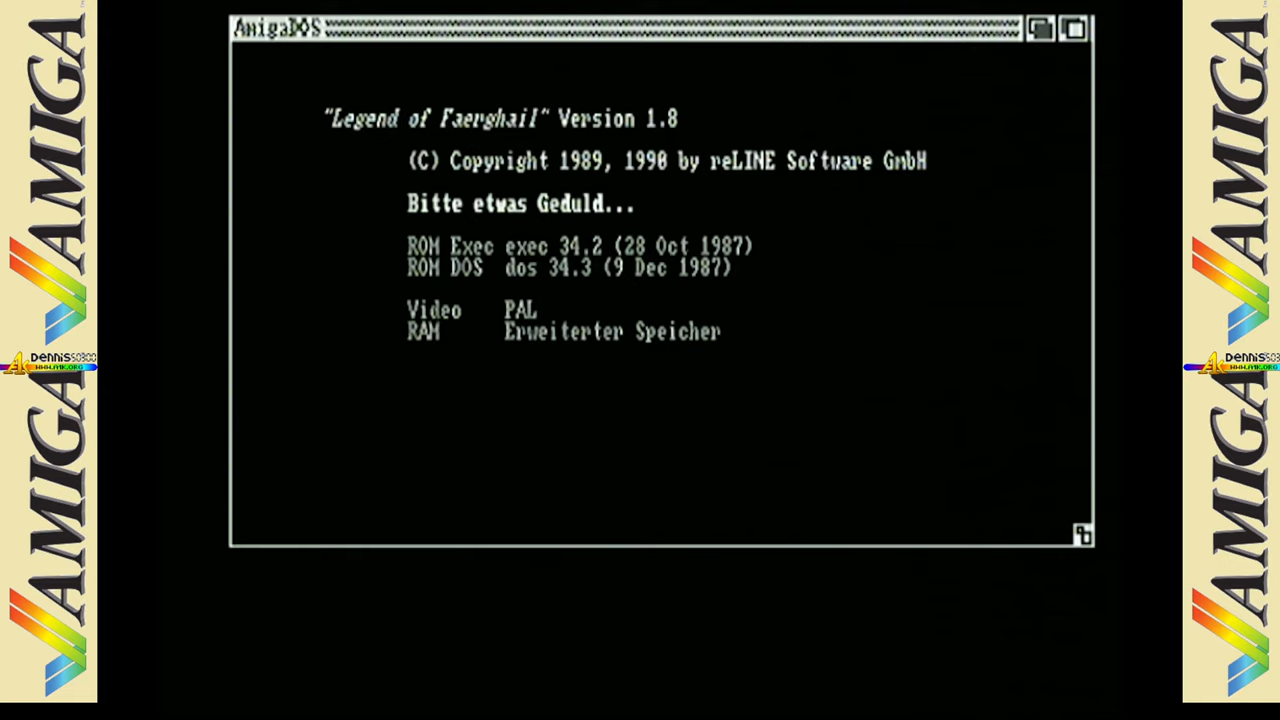 AmigaDOS
"Legend of Faerghail" Version 1.8
(C) Copyright 1989, 1990 by reLINE Software GmbH
Bitte etwas Geduld...
ROM Exec exec 34.2 (28 Oct 1987)
ROM DOS dos 34.3 (9 Dec 1987)
Video PAL
RAM Erweiterter Speicher
AMIGA
AMIGA
AMIGA
AMIGA